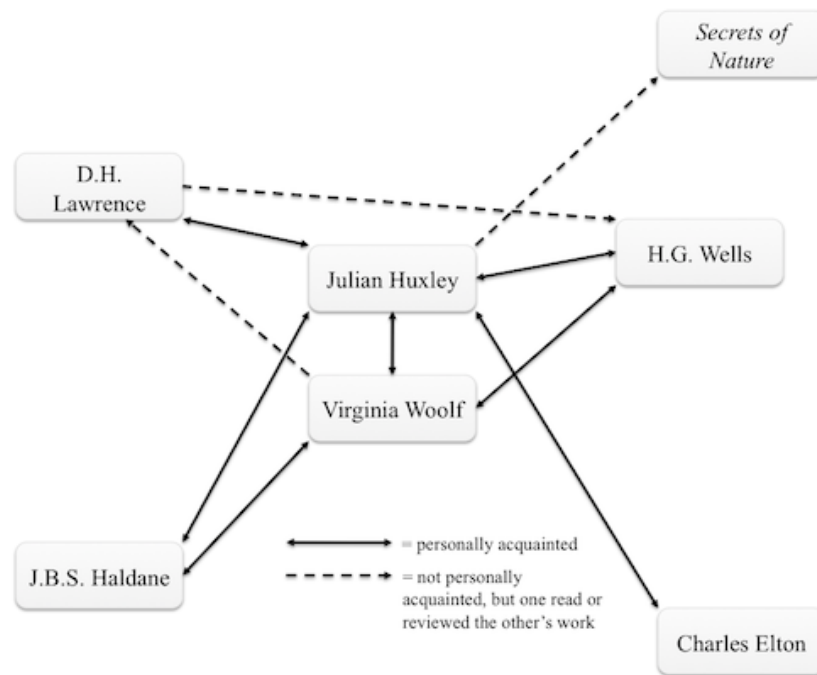 Secrets of
Nature
D.H.
Lawrence
H.G. Wells
Julian Huxley
Virginia Woolf
J.B.S. Haldane
= personally acquainted
= not personally
acquainted, but one read or
reviewed the other's work
Charles Elton